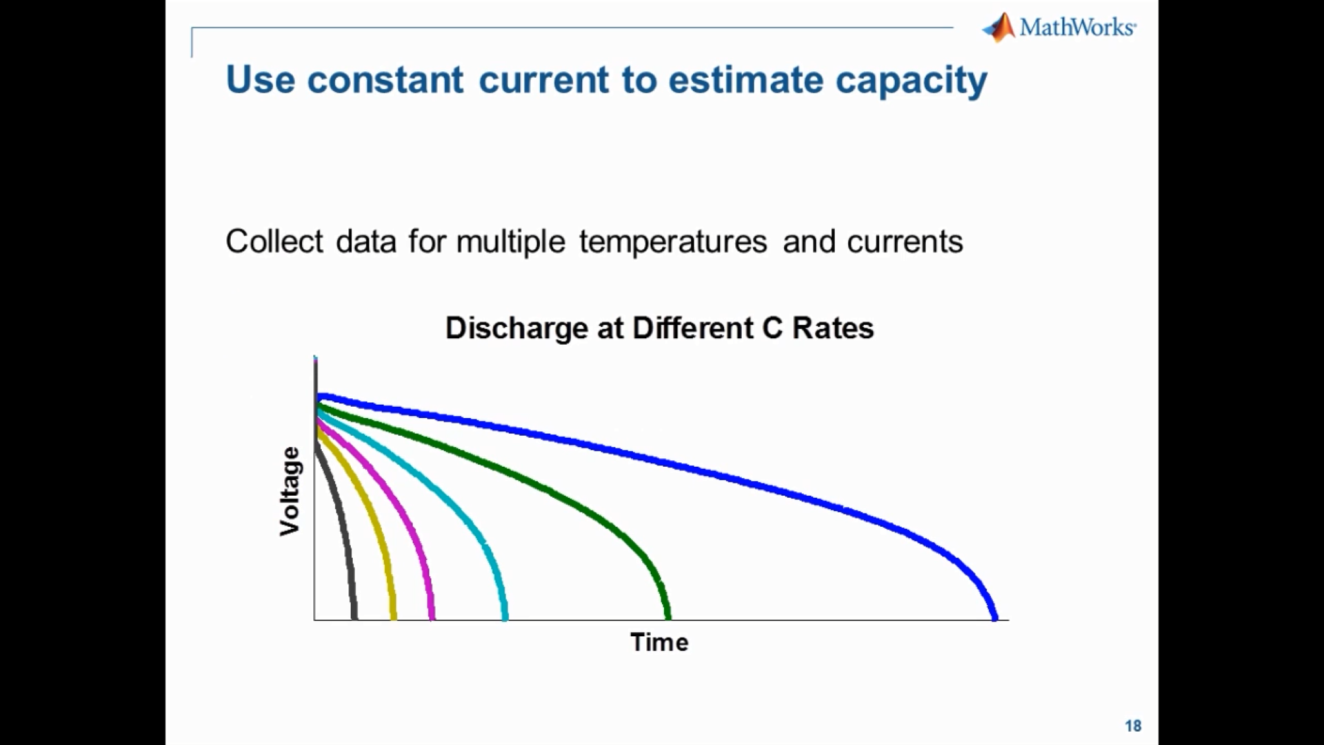 MathWorks
Use constant current to estimate capacity
Collect data for multiple temperatures and currents
Discharge at Different C Rates
Voltage
Time
18